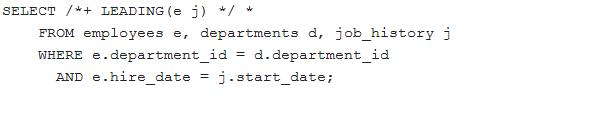 SELECT /*+ LEADING(e j) */ *
    FROM employees e, departments d, job_history j
    WHERE e.department_id = d.department_id
      AND e.hire_date = j.start_date;